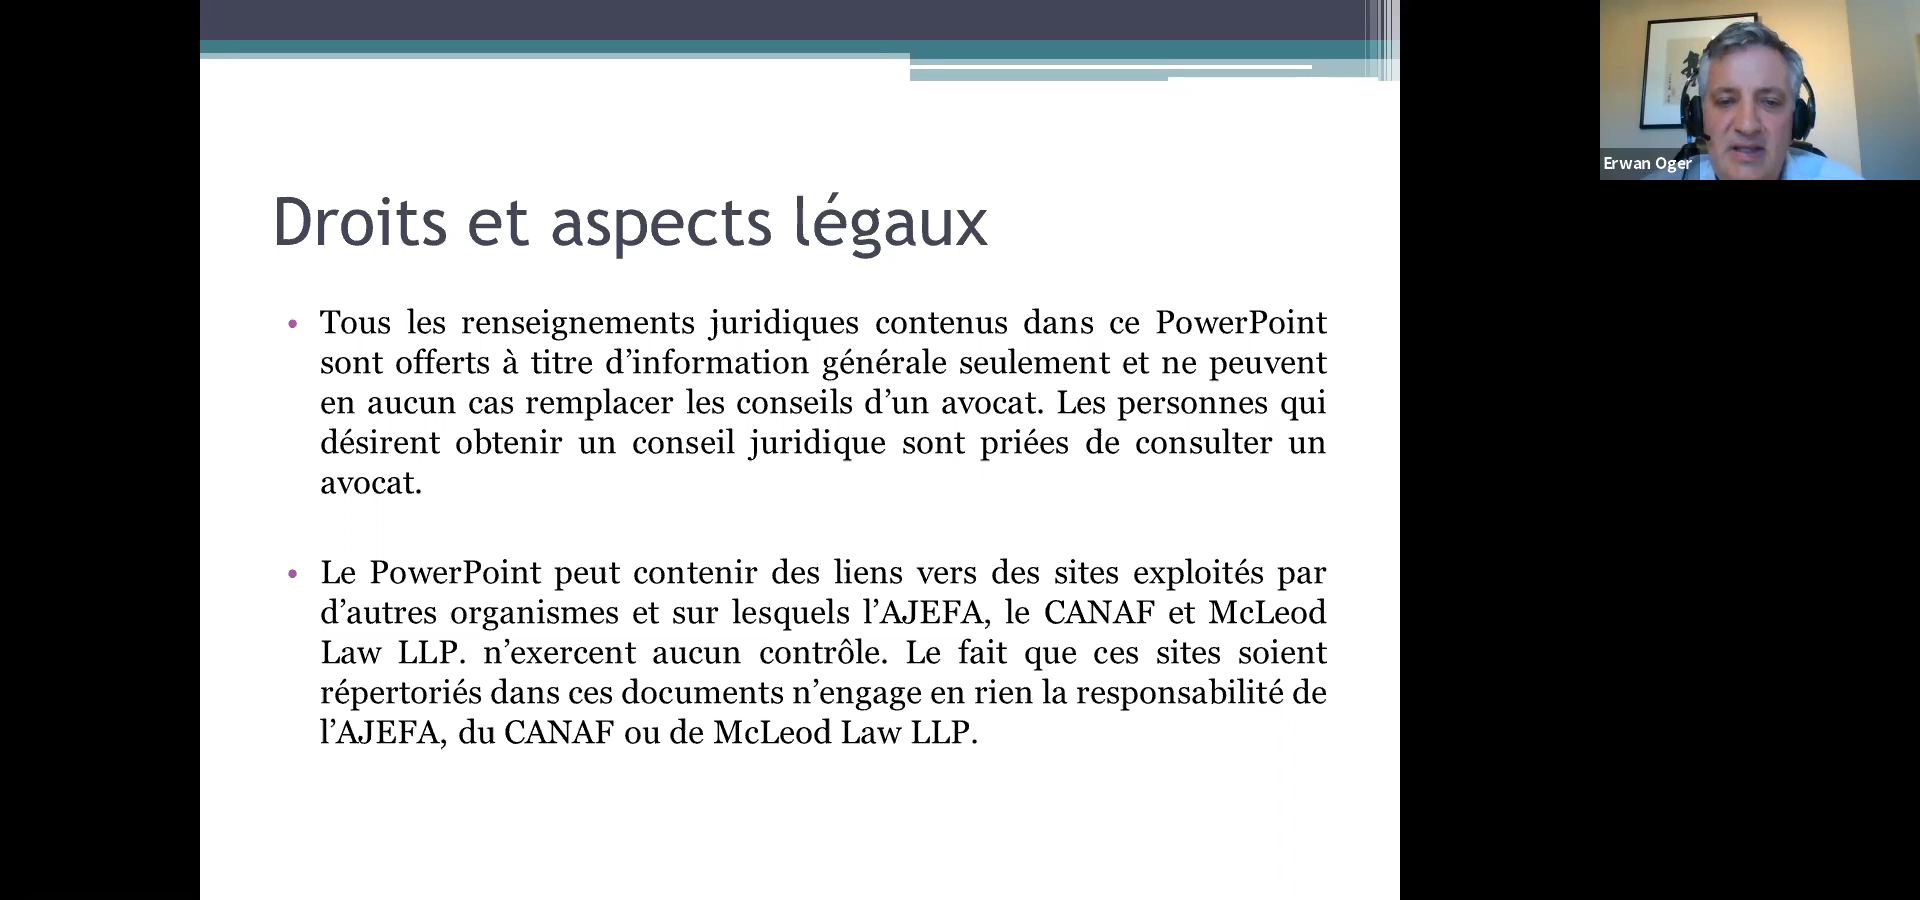 Droits et aspects légaux
• Tous les renseignements juridiques contenus dans ce PowerPoint
sont offerts à titre d’information générale seulement et ne peuvent
en aucun cas remplacer les conseils d’un avocat. Les personnes qui
désirent obtenir un conseil juridique sont priées de consulter un
avocat.
• Le PowerPoint peut contenir des liens vers des sites exploités par
d’autres organismes et sur lesquels l’AJEFA, le CANAF et McLeod
Law LLP. n’exercent aucun contrôle. Le fait que ces sites soient
répertoriés dans ces documents n’engage en rien la responsabilité de
l’AJEFA, du CANAF ou de McLeod Law LLP.
Erwan Oger